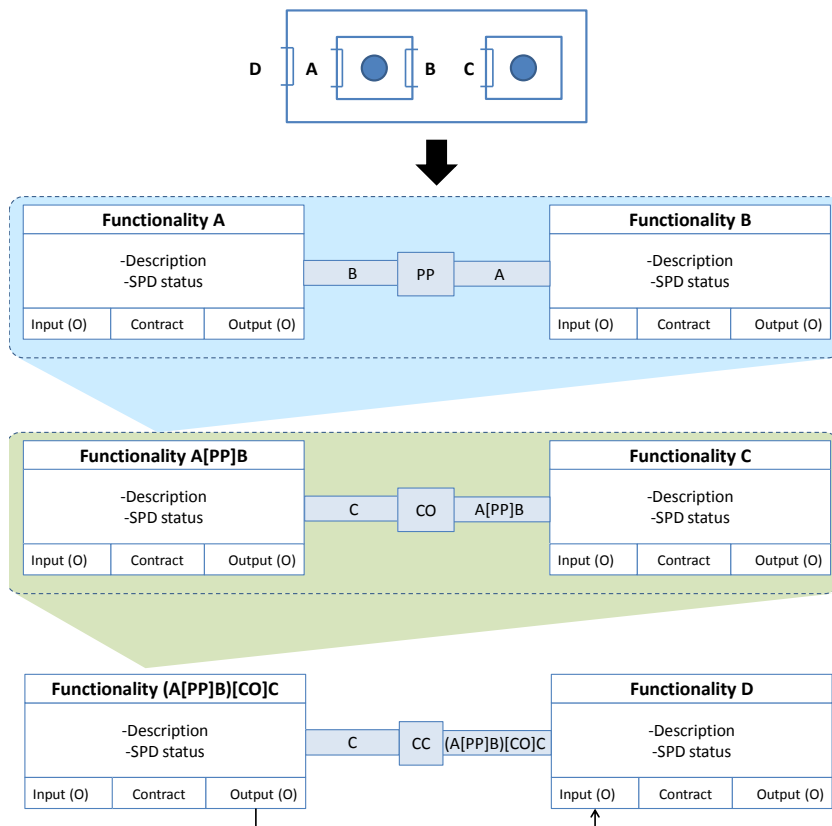 D A B C
Functionality A
-Description
-SPD status
Input (O) Contract Output (O)
B PP A
Functionality B
-Description
-SPD status
Input (O) Contract Output (O)
Functionality A[PP]B
-Description
-SPD status
Input (O) Contract Output (O)
C CO A[PP]B
Functionality C
-Description
-SPD status
Input (O) Contract Output (O)
Functionality (A[PP]B)[CO]C
-Description
-SPD status
Input (O) Contract Output (O)
C CC (A[PP]B)[CO]C
Functionality D
-Description
-SPD status
Input (O) Contract Output (O)